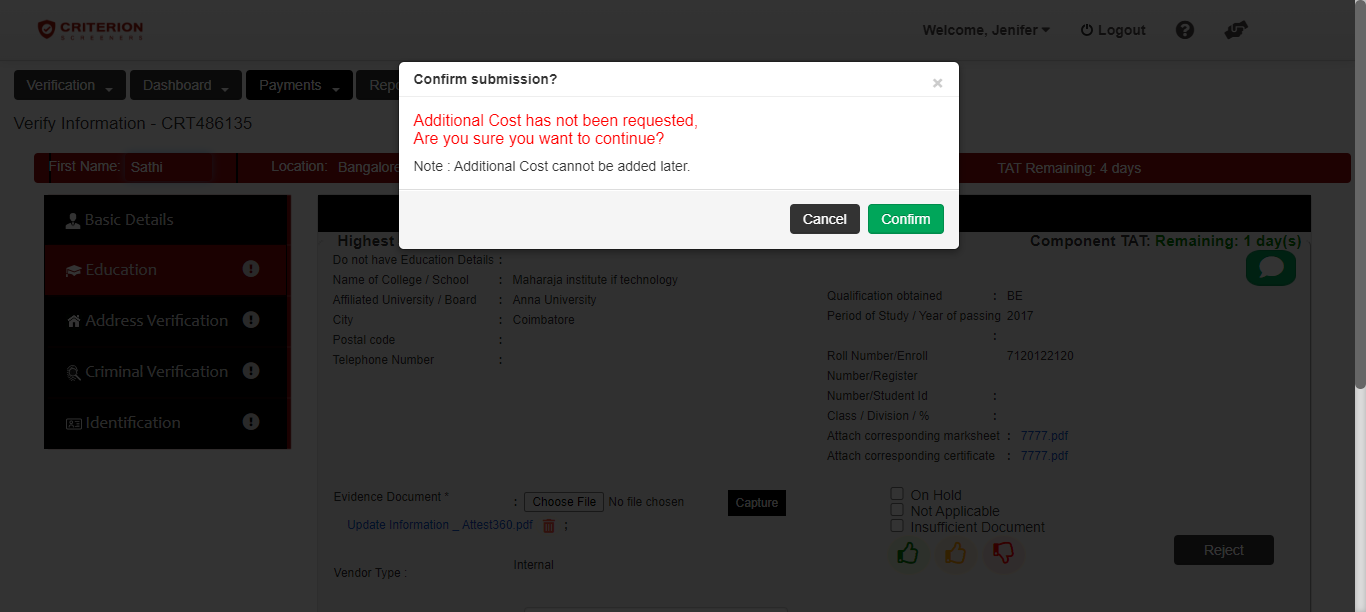 CRITERION
SCREENERS
Welcome, Jenifer
Logout
Verification
Dashboard
Payments
Repo
Verify Information - CRT486135
Confirm submission?
×
Additional Cost has not been requested,
Are you sure you want to continue?
Note : Additional Cost cannot be added later.
Cancel
Confirm
First Name: Sathi
Location: Bangalore
TAT Remaining: 4 days
Basic Details
Education
Address Verification
Criminal Verification
Identification
Highest
Component TAT: Remaining: 1 day(s)
Do not have Education Details :
Name of College / School : Maharaja institute if technology
Affiliated University / Board : Anna University
City : Coimbatore
Postal code :
Telephone Number :
Qualification obtained : BE
Period of Study / Year of passing 2017
:
Roll Number/Enroll 7120122120
Number/Register
Number/Student Id :
Class / Division / % :
Attach corresponding marksheet : 7777.pdf
Attach corresponding certificate : 7777.pdf
Evidence Document * : Choose File No file chosen
Capture
Update Information _ Attest360.pdf ;
On Hold
Not Applicable
Insufficient Document
Reject
Vendor Type : Internal